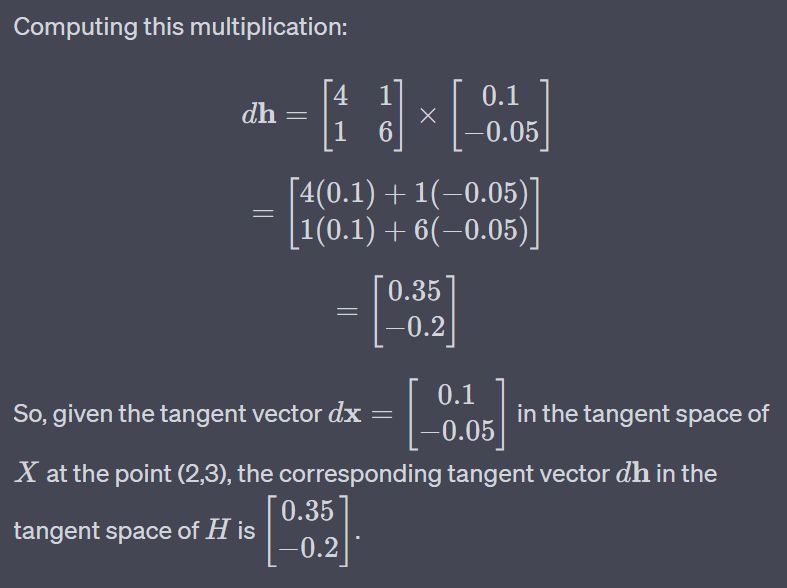 Computing this multiplication:
dh = [4 1; 1 6] × [0.1; −0.05]
= [4(0.1) + 1(−0.05); 1(0.1) + 6(−0.05)]
= [0.35; −0.2]
So, given the tangent vector dx = [0.1; −0.05] in the tangent space of
X at the point (2,3), the corresponding tangent vector dh in the
tangent space of H is [0.35; −0.2].